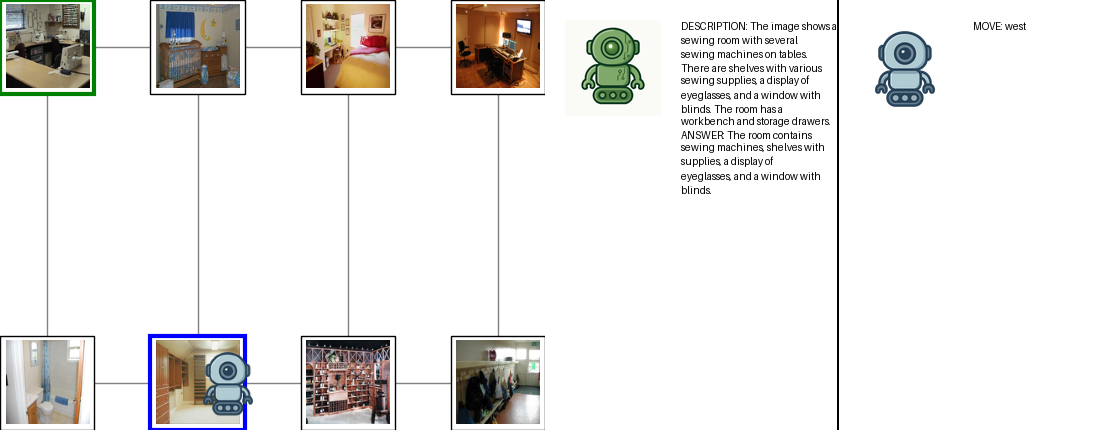 DESCRIPTION: The image shows a
sewing room with several
sewing machines on tables.
There are shelves with various
sewing supplies, a display of
eyeglasses, and a window with
blinds. The room has a
workbench and storage drawers.
ANSWER: The room contains
sewing machines, shelves with
supplies, a display of
eyeglasses, and a window with
blinds.
MOVE: west